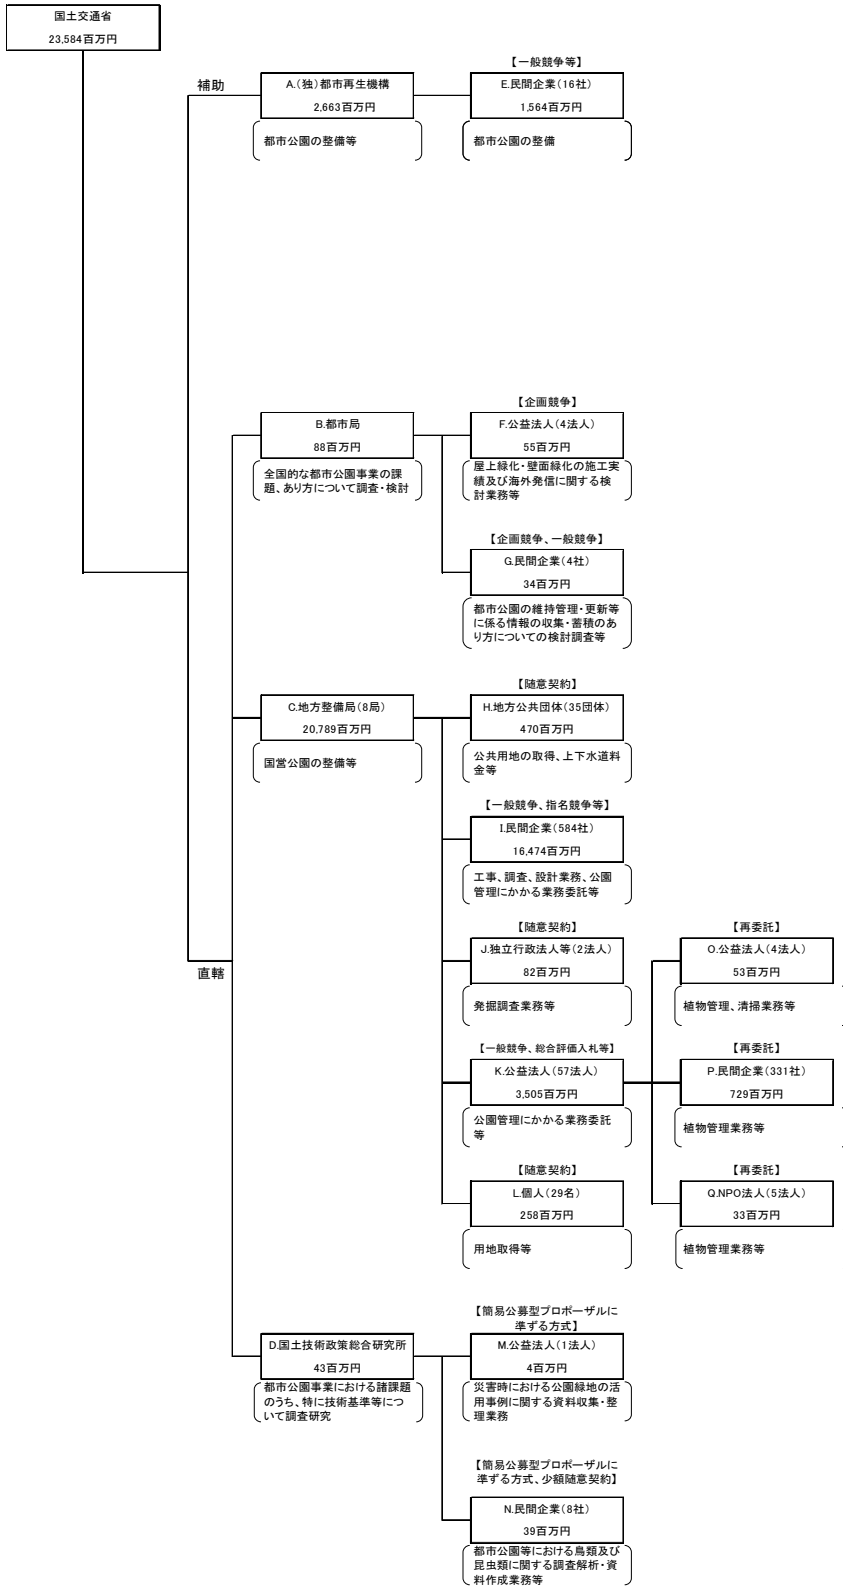 国土交通省
23,584百万円
補助
A.(独)都市再生機構
2,663百万円
都市公園の整備等
【一般競争等】
E.民間企業(16社)
1,564百万円
都市公園の整備
B.都市局
88百万円
全国的な都市公園事業の課
題、あり方について調査・検討
【企画競争】
F.公益法人(4法人)
55百万円
屋上緑化・壁面緑化の施工実
績及び海外発信に関する検
討業務等
【企画競争、一般競争】
G.民間企業(4社)
34百万円
都市公園の維持管理・更新等
に係る情報の収集・蓄積のあ
り方についての検討調査等
C.地方整備局(8局)
20,789百万円
国営公園の整備等
【随意契約】
H.地方公共団体(35団体)
470百万円
公共用地の取得、上下水道料
金等
【一般競争、指名競争等】
I.民間企業(584社)
16,474百万円
工事、調査、設計業務、公園
管理にかかる業務委託等
直轄
【随意契約】
J.独立行政法人等(2法人)
82百万円
発掘調査業務等
【再委託】
O.公益法人(4法人)
53百万円
植物管理、清掃業務等
【一般競争、総合評価入札等】
K.公益法人(57法人)
3,505百万円
公園管理にかかる業務委託
等
【再委託】
P.民間企業(331社)
729百万円
植物管理業務等
【随意契約】
L.個人(29名)
258百万円
用地取得等
【再委託】
Q.NPO法人(5法人)
33百万円
植物管理業務等
D.国土技術政策総合研究所
43百万円
都市公園事業における諸課題
のうち、特に技術基準等につ
いて調査研究
【簡易公募型プロポーザルに
準ずる方式】
M.公益法人(1法人)
4百万円
災害時における公園緑地の活
用事例に関する資料収集・整
理業務
【簡易公募型プロポーザルに
準ずる方式、少額随意契約】
N.民間企業(8社)
39百万円
都市公園等における鳥類及び
昆虫類に関する調査解析・資
料作成業務等